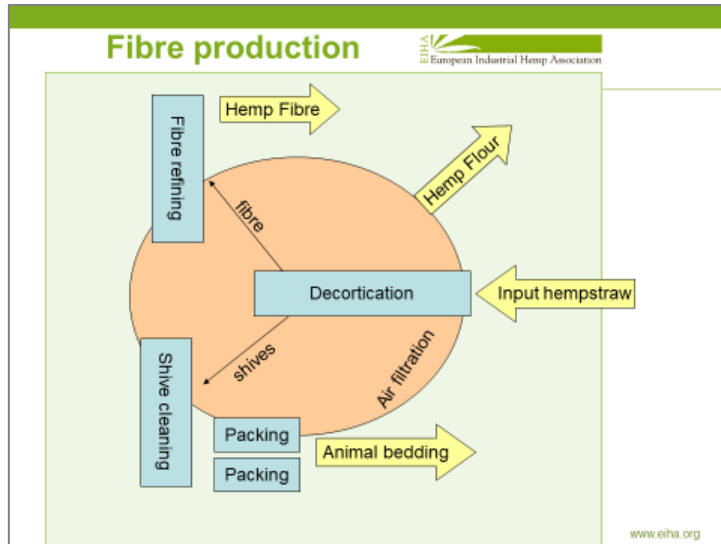 Fibre production
EIHA
European Industrial Hemp Association
Hemp Fibre
Fibre refining
Hemp Flour
fibre
Decortication
Input hempstraw
shives
Air filtration
Shive cleaning
Packing
Animal bedding
Packing
www.eiha.org